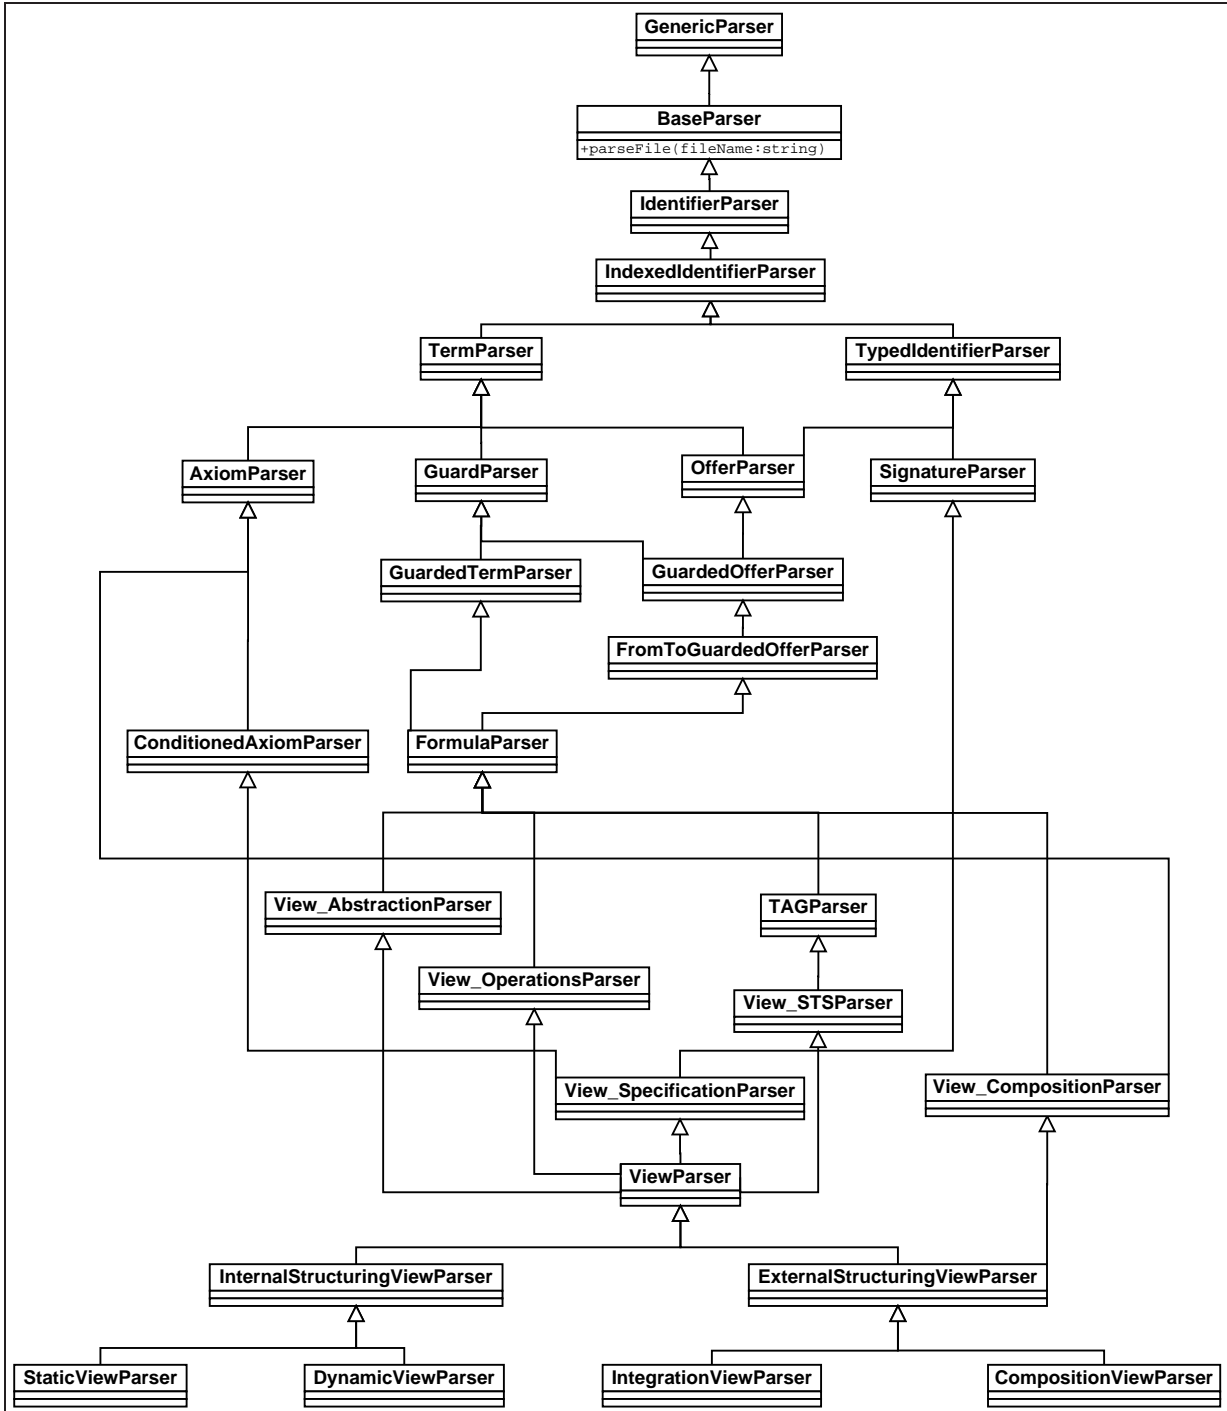 GenericParser
BaseParser
+parseFile(fileName:string)
IdentifierParser
IndexedIdentifierParser
TermParser
TypedIdentifierParser
AxiomParser
GuardParser
OfferParser
SignatureParser
GuardedTermParser
GuardedOfferParser
FromToGuardedOfferParser
ConditionedAxiomParser
FormulaParser
View_AbstractionParser
TAGParser
View_OperationsParser
View_STSParser
View_SpecificationParser
View_CompositionParser
ViewParser
InternalStructuringViewParser
ExternalStructuringViewParser
StaticViewParser
DynamicViewParser
IntegrationViewParser
CompositionViewParser